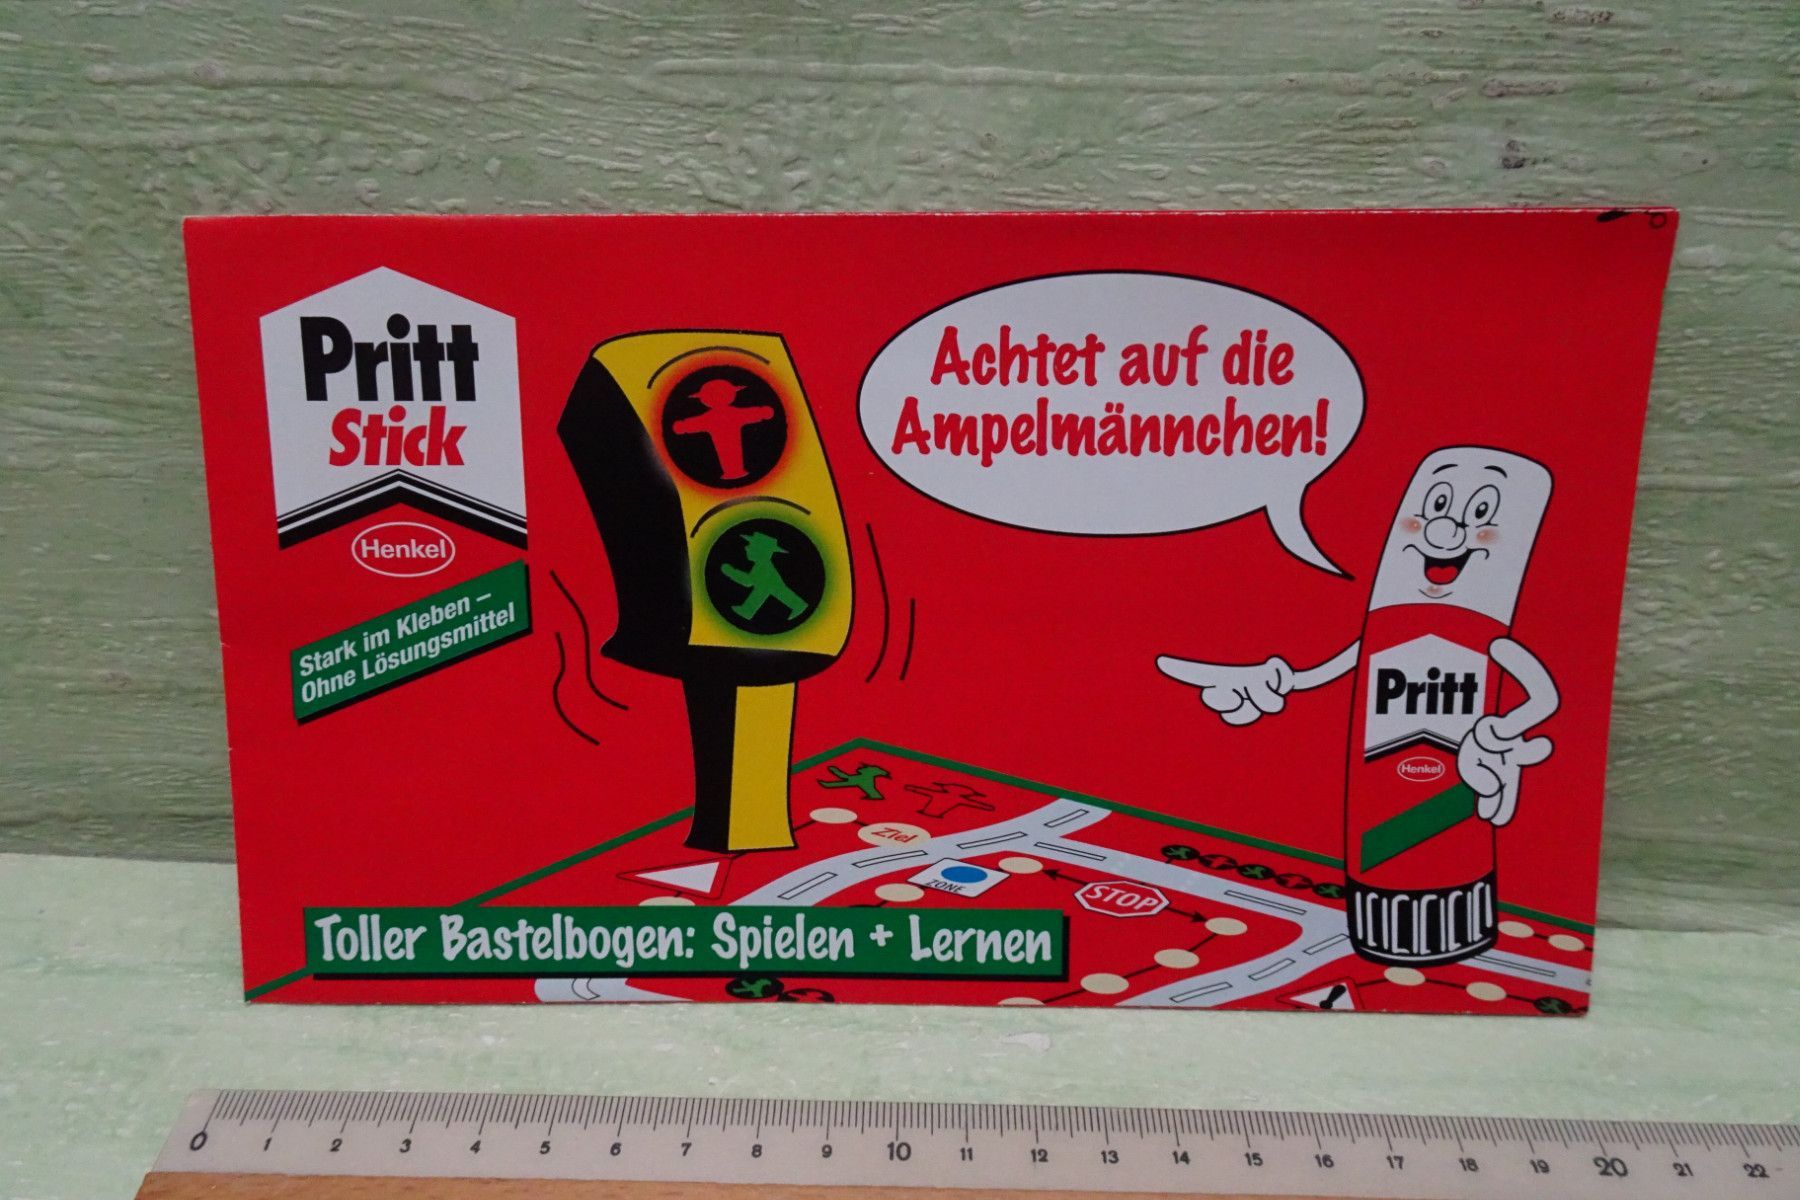 Pritt
Stick
Henkel
Stark im Kleben –
Ohne Lösungsmittel
Achtet auf die
Ampelmännchen!
Pritt
Henkel
Ziel
ZONE
STOP
Toller Bastelbogen: Spielen + Lernen
0 1 2 3 4 5 6 7 8 9 10 11 12 13 14 15 16 17 18 19 20 21 22